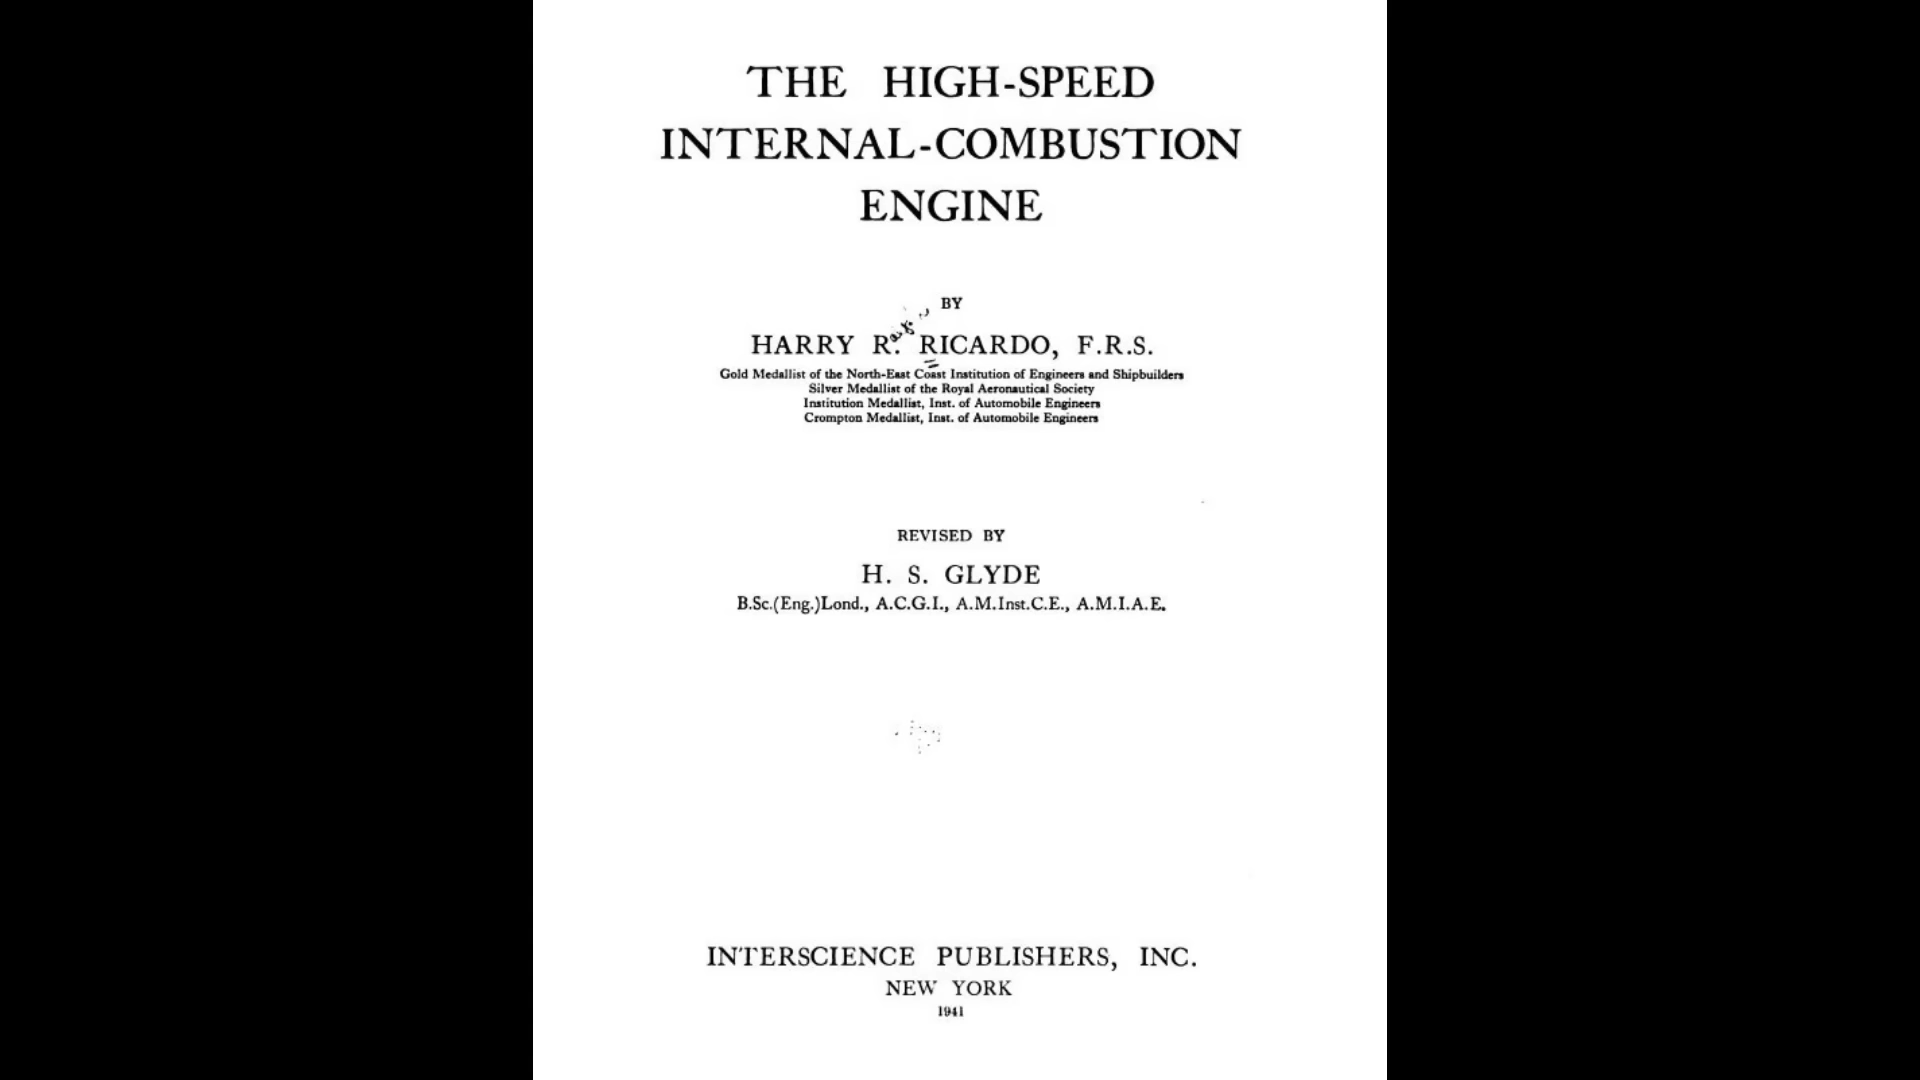 THE HIGH-SPEED
INTERNAL-COMBUSTION
ENGINE
BY
HARRY R. RICARDO, F.R.S.
Gold Medallist of the North-East Coast Institution of Engineers and Shipbuilders
Silver Medallist of the Royal Aeronautical Society
Institution Medallist, Inst. of Automobile Engineers
Crompton Medallist, Inst. of Automobile Engineers
REVISED BY
H. S. GLYDE
B.Sc.(Eng.)Lond., A.C.G.I., A.M.Inst.C.E., A.M.I.A.E.
INTERSCIENCE PUBLISHERS, INC.
NEW YORK
1941